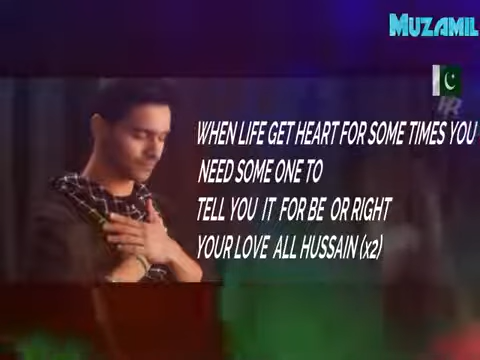 MUZAMIL
WHEN LIFE GET HEART FOR SOME TIMES YOU
NEED SOME ONE TO
TELL YOU IT FOR BE OR RIGHT
YOUR LOVE ALL HUSSAIN (x2)